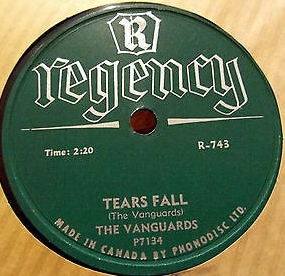 R
regency
Time: 2:20 R-743
TEARS FALL
(The Vanguards)
THE VANGUARDS
P7134
MADE IN CANADA BY PHONODISC LTD.